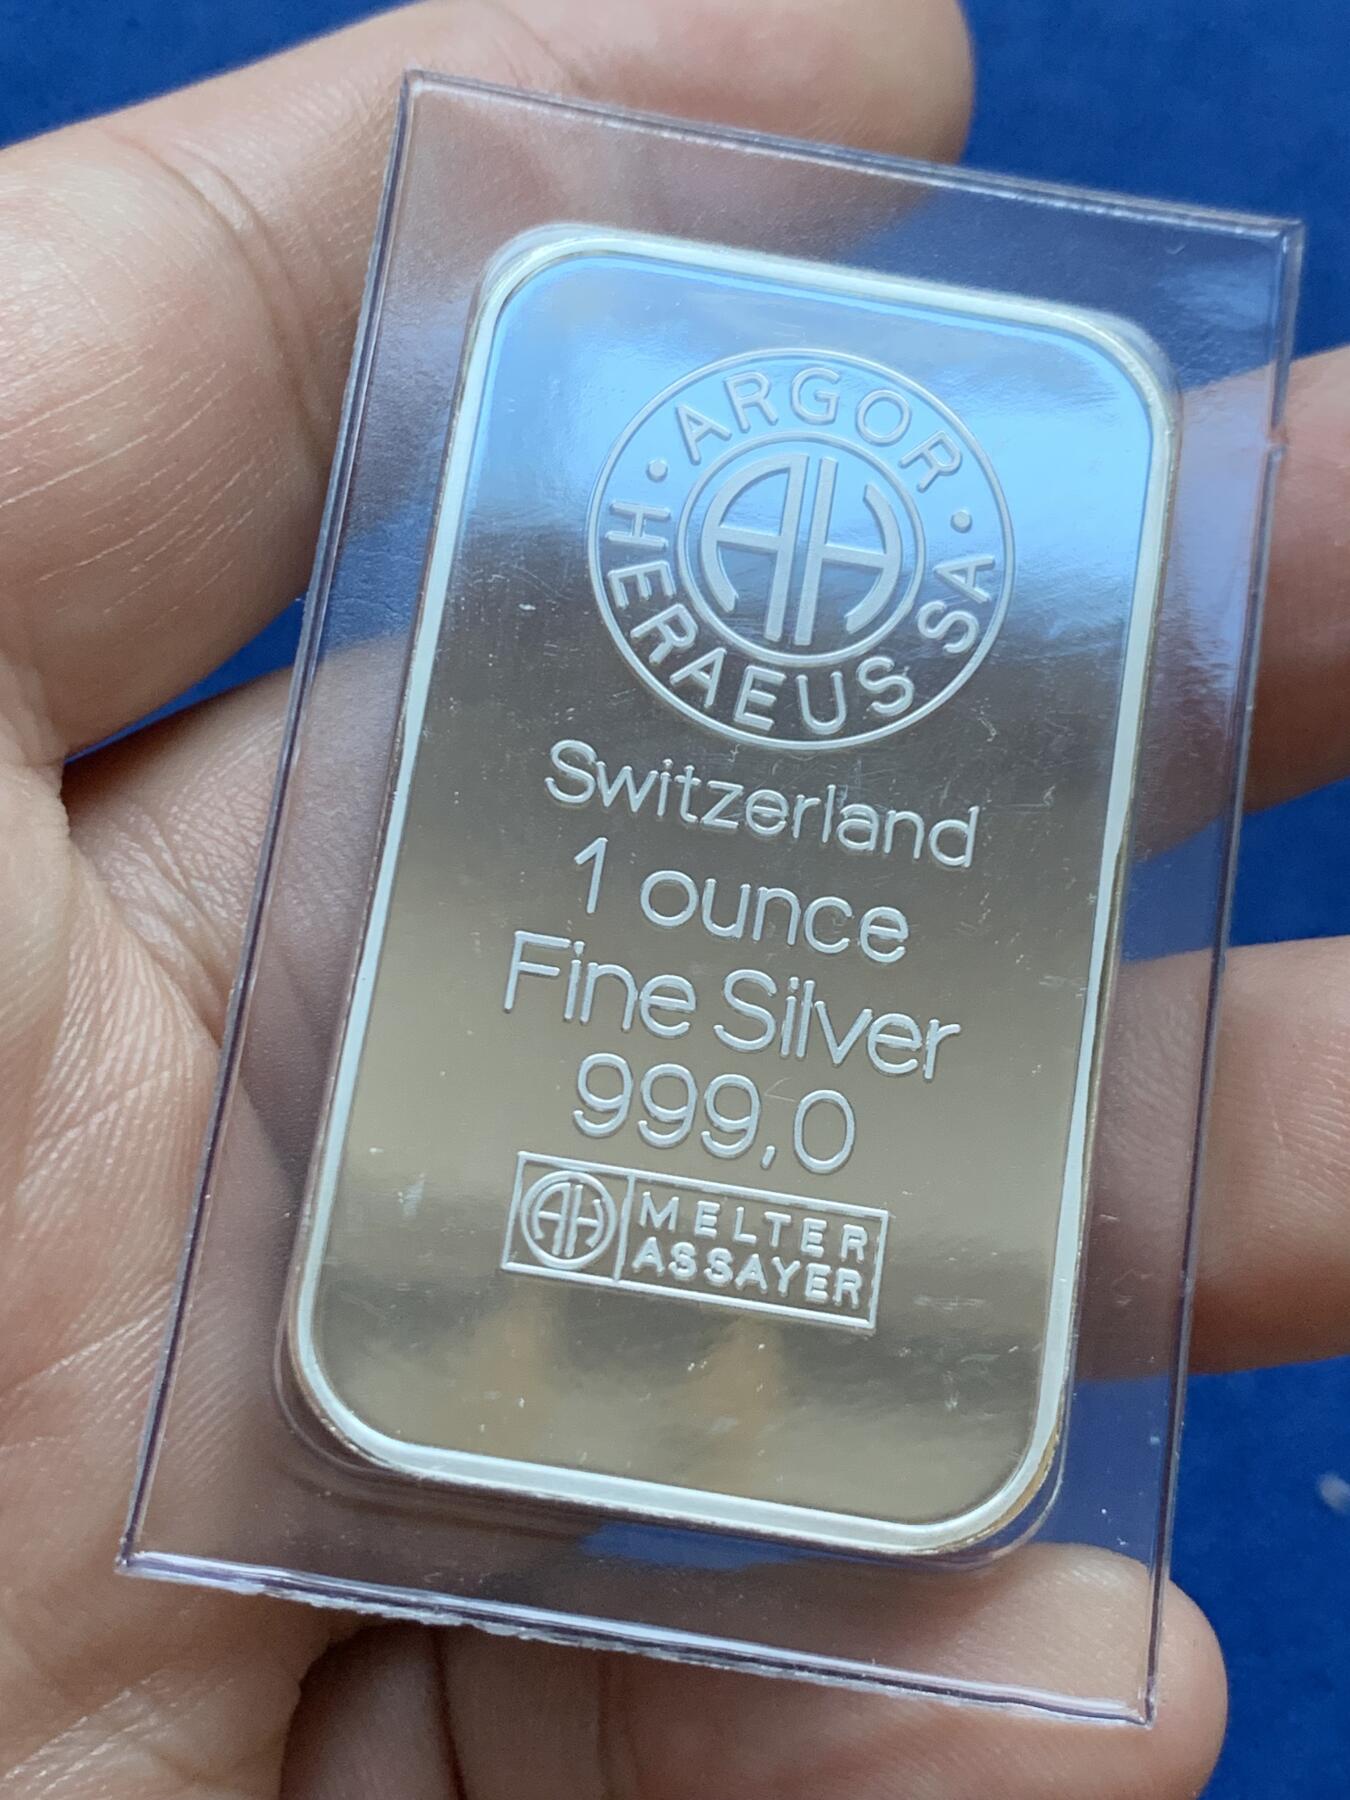 · ARGOR ·
HERAEUS SA
AH
Switzerland
1 ounce
Fine Silver
999,0
AH MELTER
ASSAYER